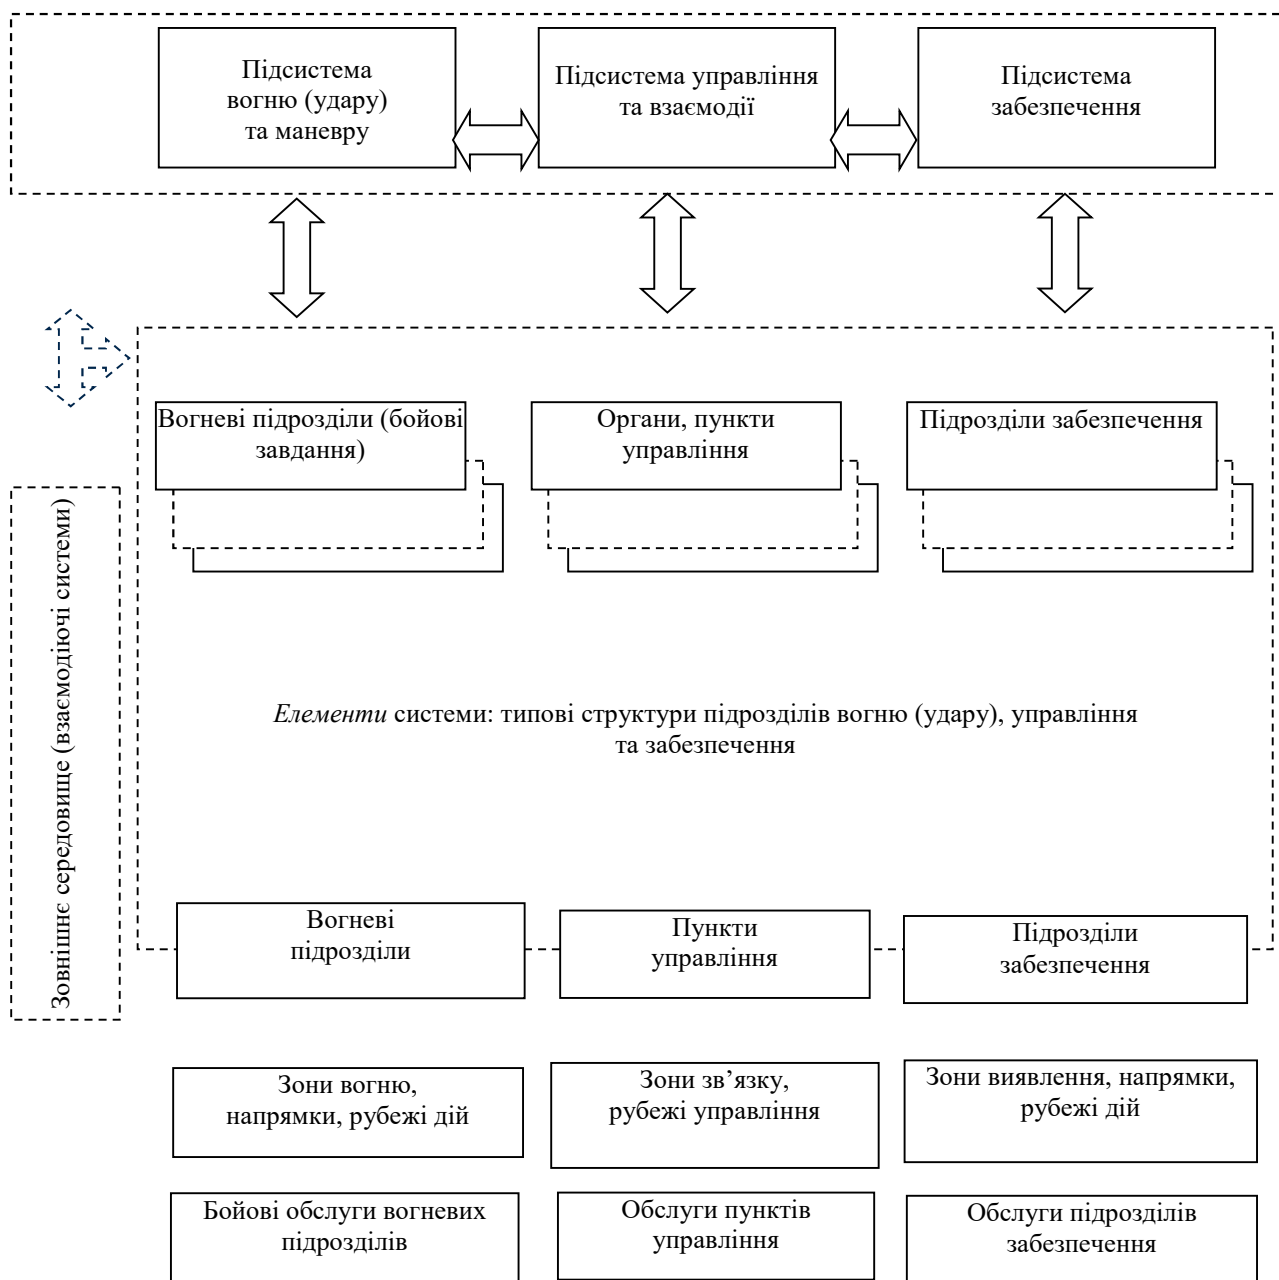 Підсистема
вогню (удару)
та маневру
Підсистема управління
та взаємодії
Підсистема
забезпечення
Вогневі підрозділи (бойові
завдання)
Органи, пункти
управління
Підрозділи забезпечення
Зовнішнє середовище (взаємодіючі системи)
Елементи системи: типові структури підрозділів вогню (удару), управління
та забезпечення
Вогневі
підрозділи
Пункти
управління
Підрозділи
забезпечення
Зони вогню,
напрямки, рубежі дій
Зони зв’язку,
рубежі управління
Зони виявлення, напрямки,
рубежі дій
Бойові обслуги вогневих
підрозділів
Обслуги пунктів
управління
Обслуги підрозділів
забезпечення